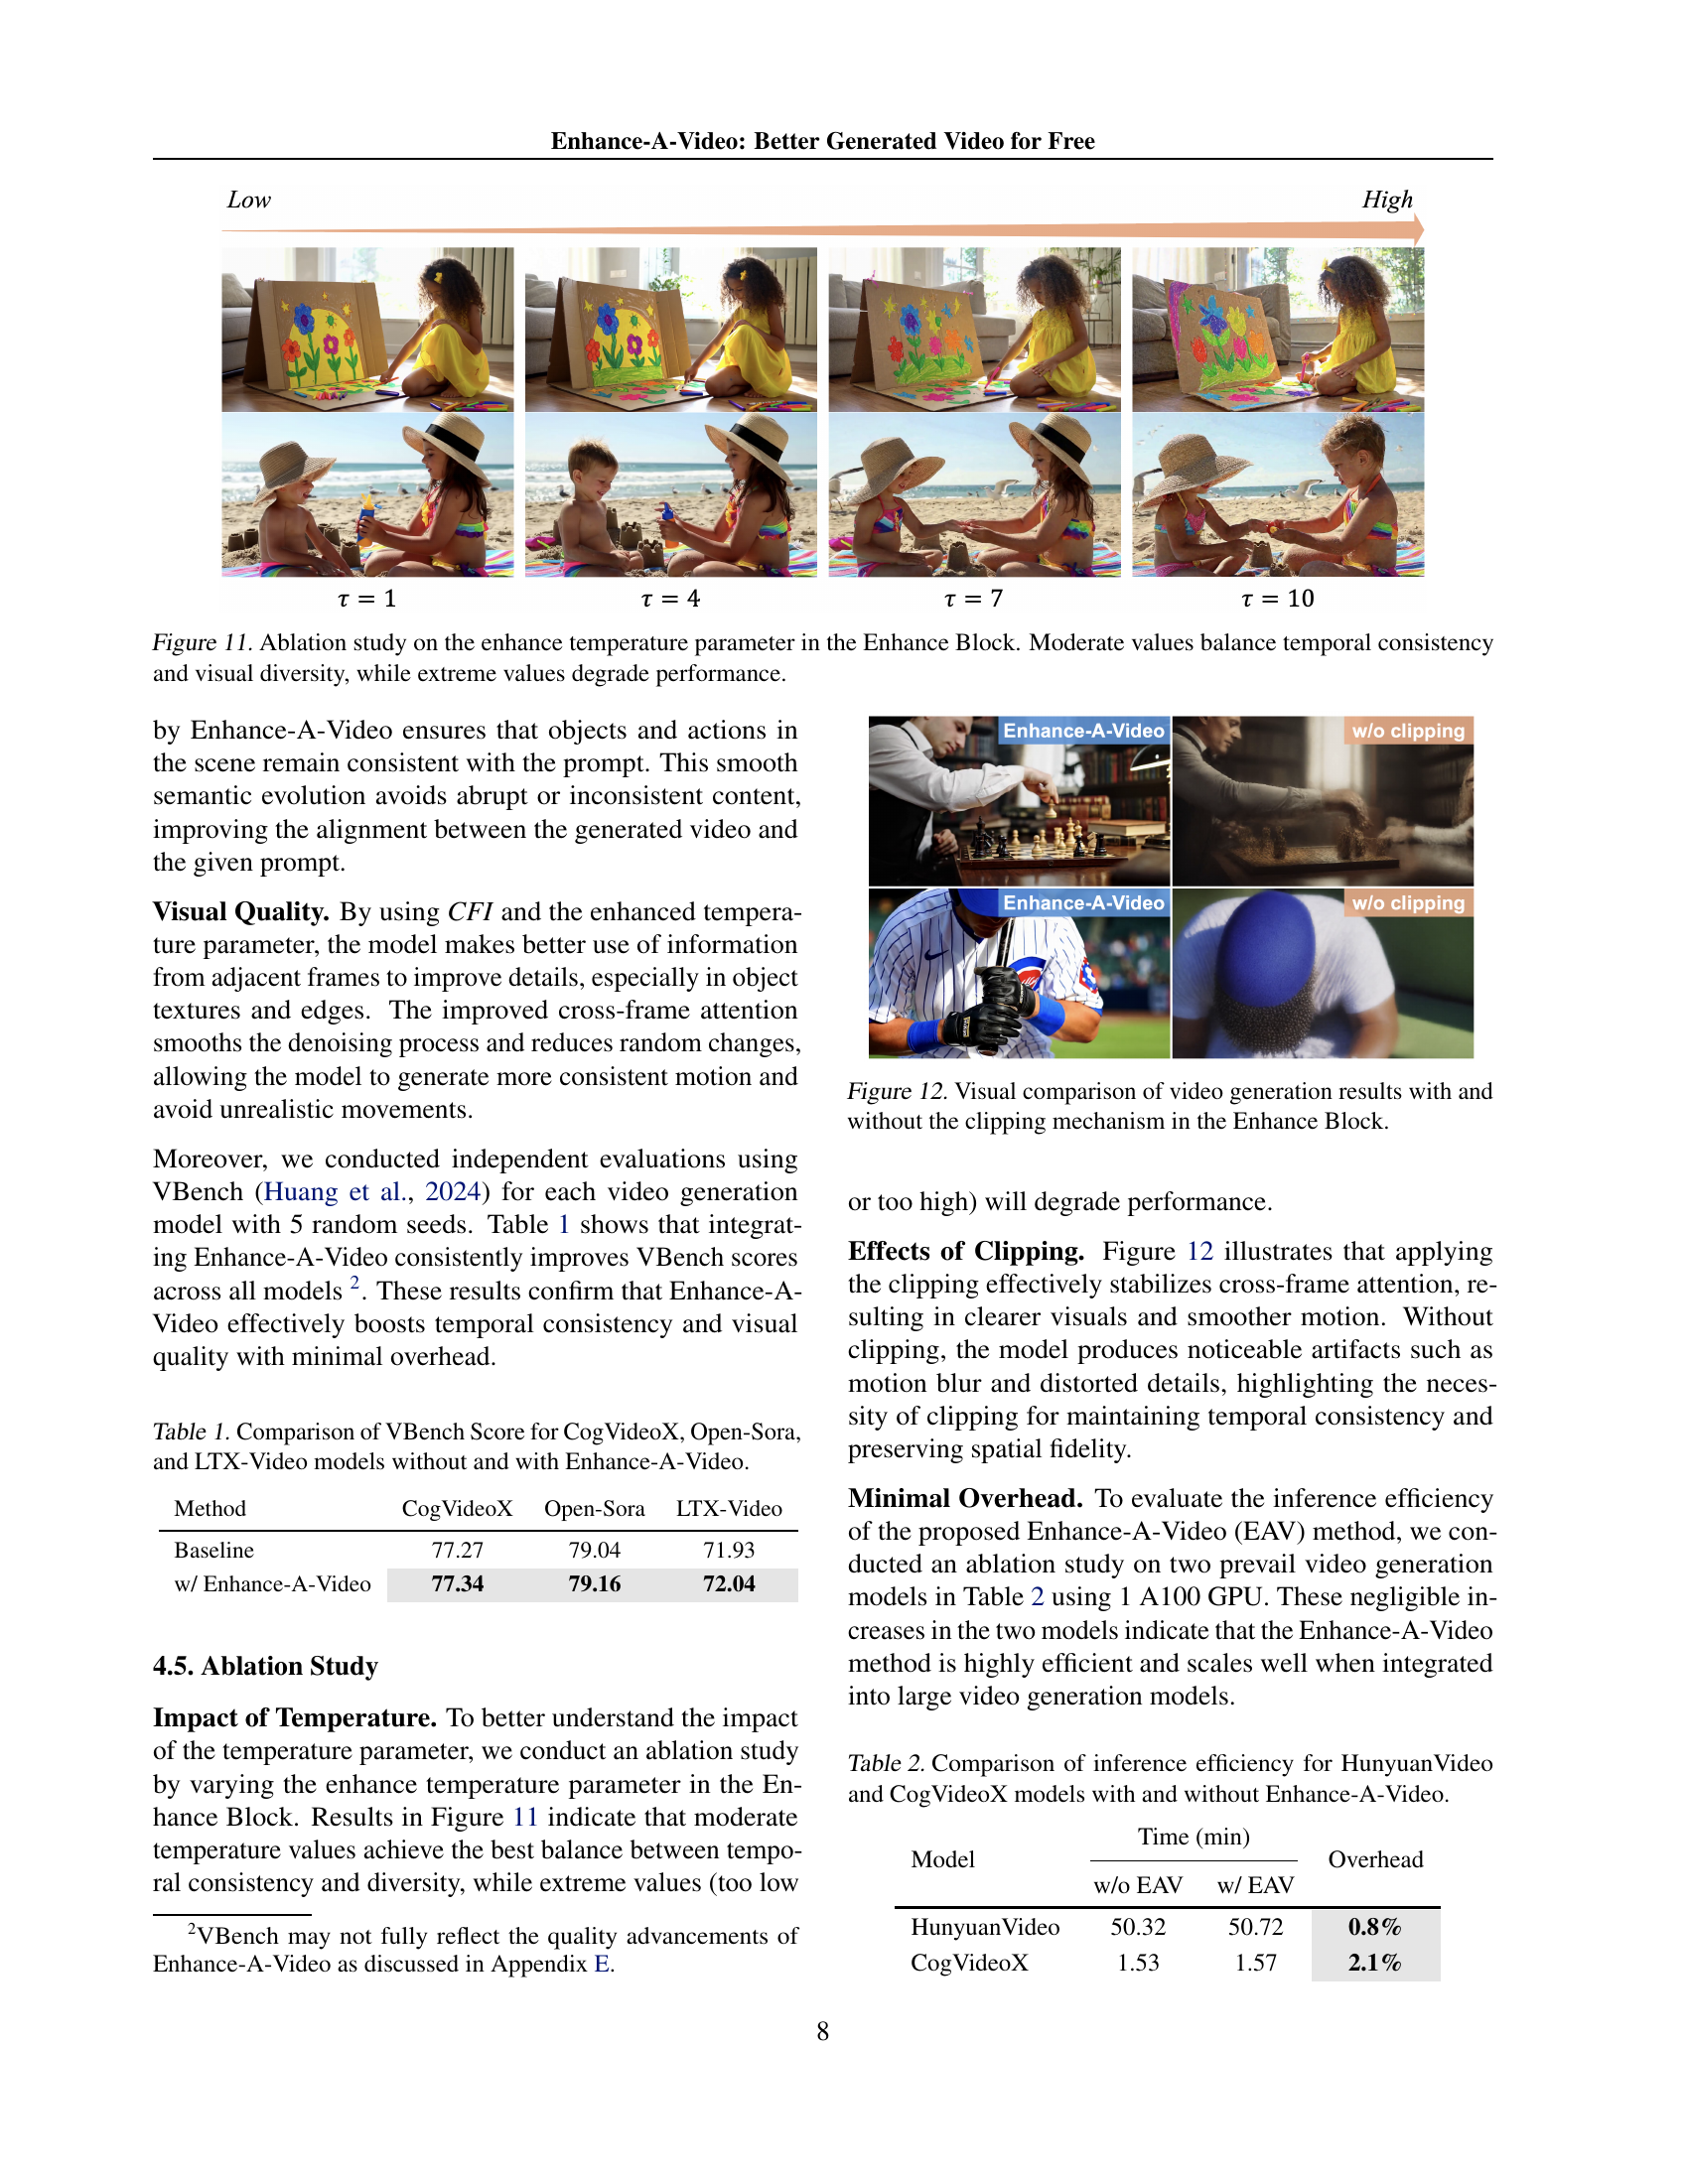 Enhance-A-Video: Better Generated Video for Free
Low
High
τ = 1
τ = 4
τ = 7
τ = 10
Figure 11. Ablation study on the enhance temperature parameter in the Enhance Block. Moderate values balance temporal consistency
and visual diversity, while extreme values degrade performance.
by Enhance-A-Video ensures that objects and actions in
the scene remain consistent with the prompt. This smooth
semantic evolution avoids abrupt or inconsistent content,
improving the alignment between the generated video and
the given prompt.
Visual Quality. By using CFI and the enhanced tempera-
ture parameter, the model makes better use of information
from adjacent frames to improve details, especially in object
textures and edges. The improved cross-frame attention
smooths the denoising process and reduces random changes,
allowing the model to generate more consistent motion and
avoid unrealistic movements.
Moreover, we conducted independent evaluations using
VBench (Huang et al., 2024) for each video generation
model with 5 random seeds. Table 1 shows that integrat-
ing Enhance-A-Video consistently improves VBench scores
across all models 2. These results confirm that Enhance-A-
Video effectively boosts temporal consistency and visual
quality with minimal overhead.
Table 1. Comparison of VBench Score for CogVideoX, Open-Sora,
and LTX-Video models without and with Enhance-A-Video.
Method CogVideoX Open-Sora LTX-Video
Baseline 77.27 79.04 71.93
w/ Enhance-A-Video 77.34 79.16 72.04
4.5. Ablation Study
Impact of Temperature. To better understand the impact
of the temperature parameter, we conduct an ablation study
by varying the enhance temperature parameter in the En-
hance Block. Results in Figure 11 indicate that moderate
temperature values achieve the best balance between tempo-
ral consistency and diversity, while extreme values (too low
2VBench may not fully reflect the quality advancements of
Enhance-A-Video as discussed in Appendix E.
Enhance-A-Video
w/o clipping
Enhance-A-Video
w/o clipping
Figure 12. Visual comparison of video generation results with and
without the clipping mechanism in the Enhance Block.
or too high) will degrade performance.
Effects of Clipping. Figure 12 illustrates that applying
the clipping effectively stabilizes cross-frame attention, re-
sulting in clearer visuals and smoother motion. Without
clipping, the model produces noticeable artifacts such as
motion blur and distorted details, highlighting the neces-
sity of clipping for maintaining temporal consistency and
preserving spatial fidelity.
Minimal Overhead. To evaluate the inference efficiency
of the proposed Enhance-A-Video (EAV) method, we con-
ducted an ablation study on two prevail video generation
models in Table 2 using 1 A100 GPU. These negligible in-
creases in the two models indicate that the Enhance-A-Video
method is highly efficient and scales well when integrated
into large video generation models.
Table 2. Comparison of inference efficiency for HunyuanVideo
and CogVideoX models with and without Enhance-A-Video.
Time (min)
Model Overhead
w/o EAV w/ EAV
HunyuanVideo 50.32 50.72 0.8%
CogVideoX 1.53 1.57 2.1%
8